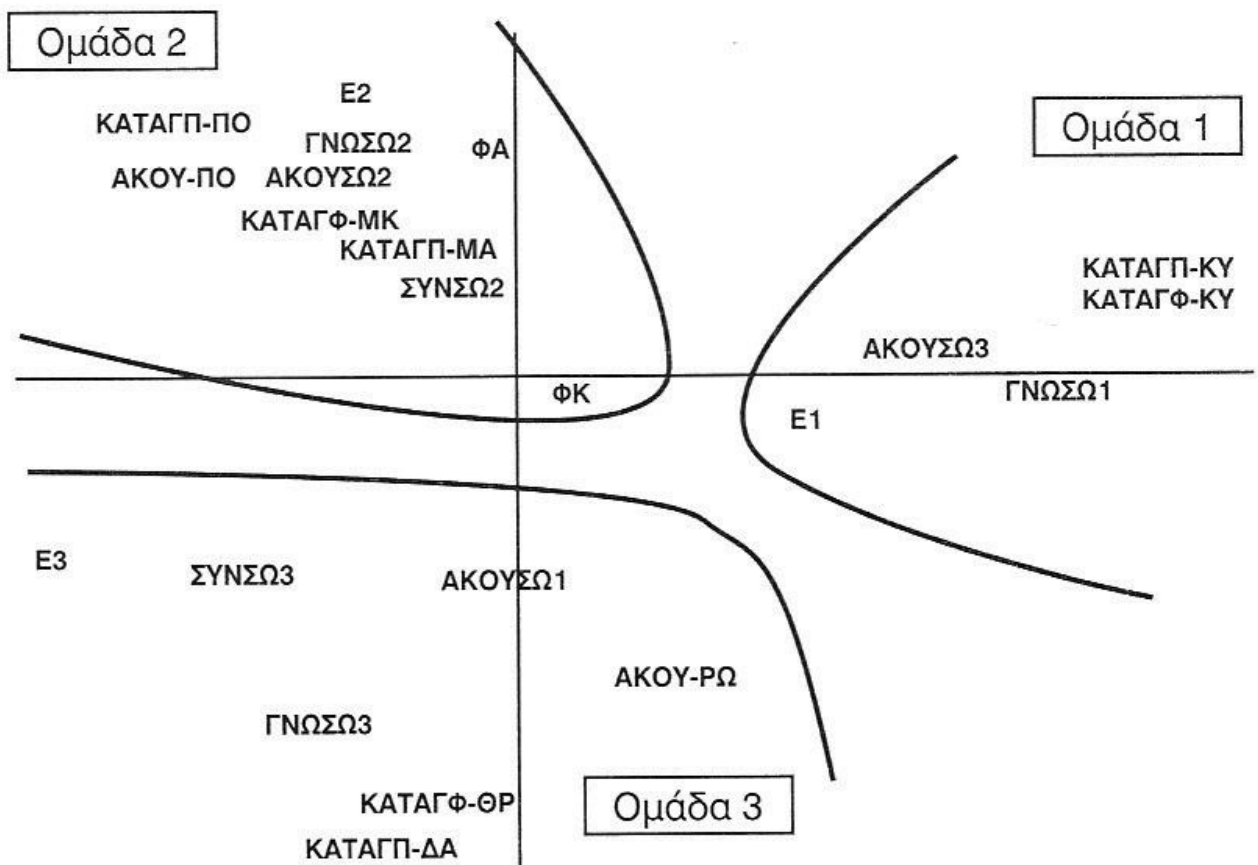 Ομάδα 2
Ε2
ΚΑΤΑΓΠ-ΠΟ
ΓΝΩΣΩ2
ΦΑ
ΑΚΟΥ-ΠΟ
ΑΚΟΥΣΩ2
ΚΑΤΑΓΦ-ΜΚ
ΚΑΤΑΓΠ-ΜΑ
ΣΥΝΣΩ2
ΦΚ
Ομάδα 1
ΚΑΤΑΓΠ-ΚΥ
ΚΑΤΑΓΦ-ΚΥ
ΑΚΟΥΣΩ3
ΓΝΩΣΩ1
Ε1
Ε3
ΣΥΝΣΩ3
ΑΚΟΥΣΩ1
ΑΚΟΥ-ΡΩ
ΓΝΩΣΩ3
ΚΑΤΑΓΦ-ΘΡ
Ομάδα 3
ΚΑΤΑΓΠ-ΔΑ